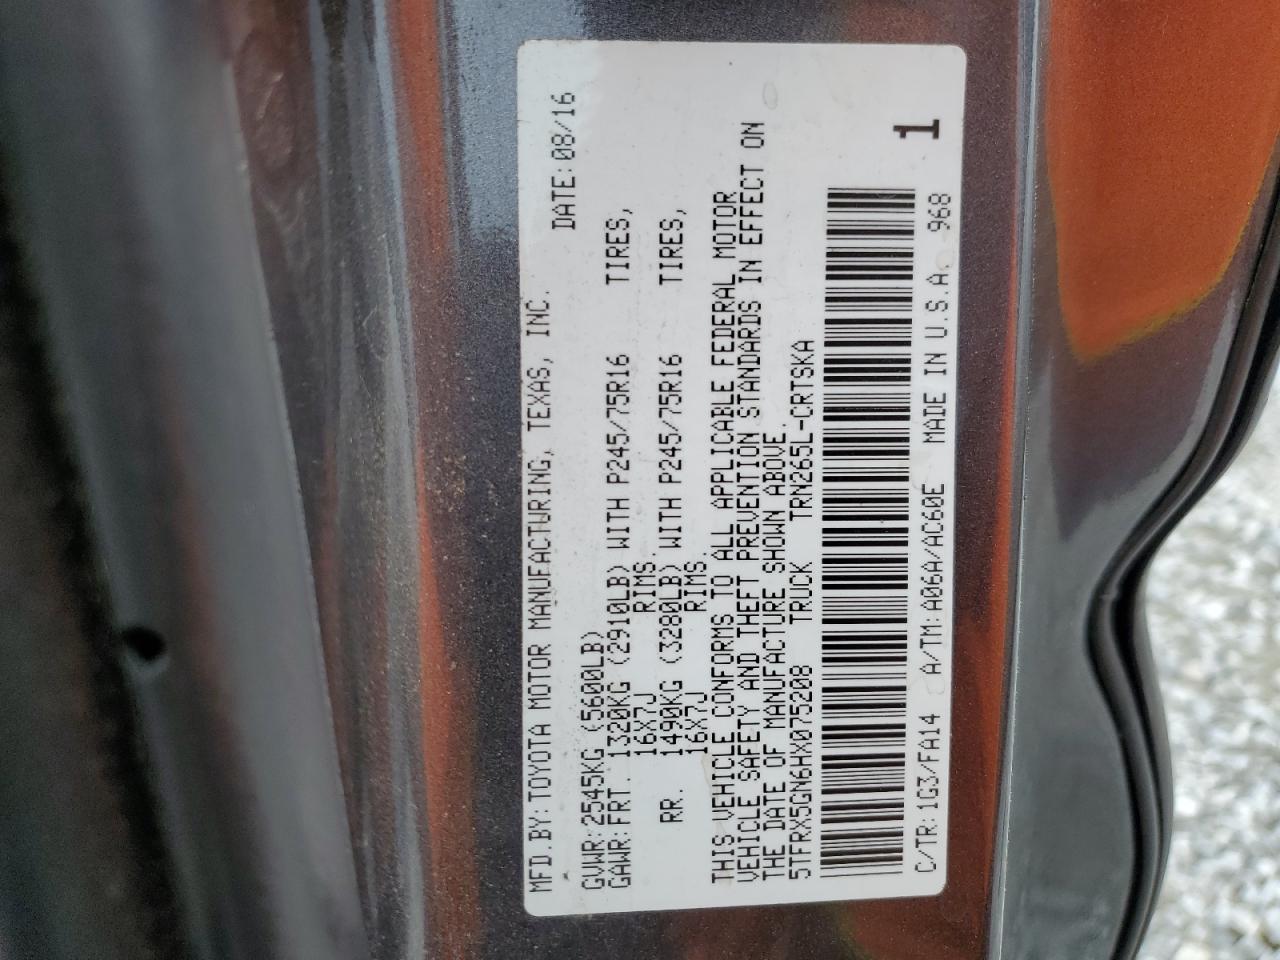 MFD.BY:TOYOTA MOTOR MANUFACTURING, TEXAS, INC.
DATE:08/16
GVWR:2545KG (5600LB)
GAWR:FRT. 1320KG (2910LB) WITH P245/75R16 TIRES,
16X7J RIMS.
RR. 1490KG (3280LB) WITH P245/75R16 TIRES,
16X7J RIMS.
THIS VEHICLE CONFORMS TO ALL APPLICABLE FEDERAL MOTOR
VEHICLE SAFETY AND THEFT PREVENTION STANDARDS IN EFFECT ON
THE DATE OF MANUFACTURE SHOWN ABOVE.
5TFRX5GN6HX075208 TRUCK TRN265L-CRTSKA
1
C/TR:1G3/FA14 A/TM:A06A/AC60E MADE IN U.S.A. 968